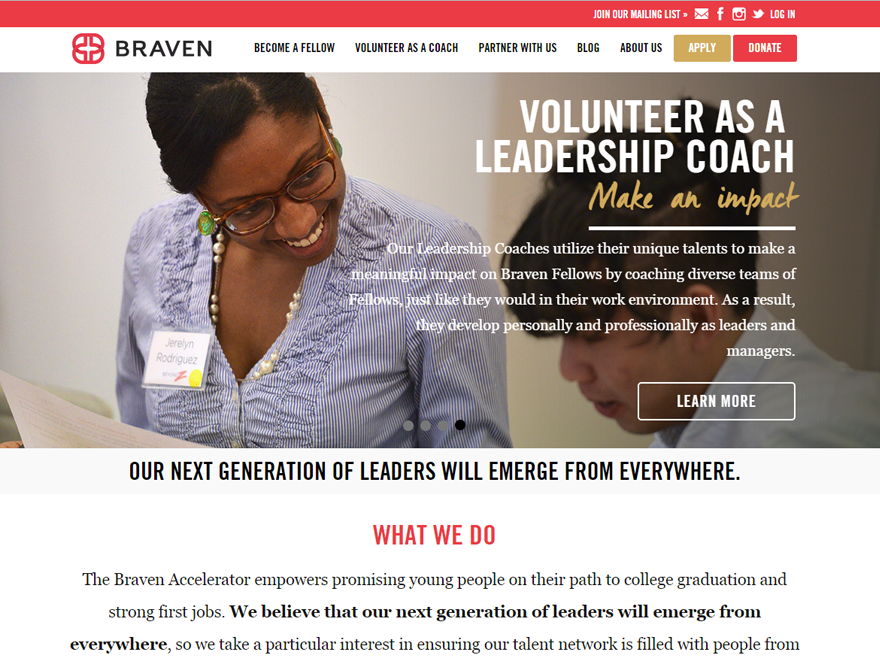 JOIN OUR MAILING LIST » LOG IN
BRAVEN BECOME A FELLOW VOLUNTEER AS A COACH PARTNER WITH US BLOG ABOUT US APPLY DONATE
VOLUNTEER AS A
LEADERSHIP COACH
Make an impact
Our Leadership Coaches utilize their unique talents to make a
meaningful impact on Braven Fellows by coaching diverse teams of
Fellows, just like they would in their work environment. As a result,
they develop personally and professionally as leaders and
managers.
Jerelyn
Rodriguez
LEARN MORE
OUR NEXT GENERATION OF LEADERS WILL EMERGE FROM EVERYWHERE.
WHAT WE DO
The Braven Accelerator empowers promising young people on their path to college graduation and
strong first jobs. We believe that our next generation of leaders will emerge from
everywhere, so we take a particular interest in ensuring our talent network is filled with people from